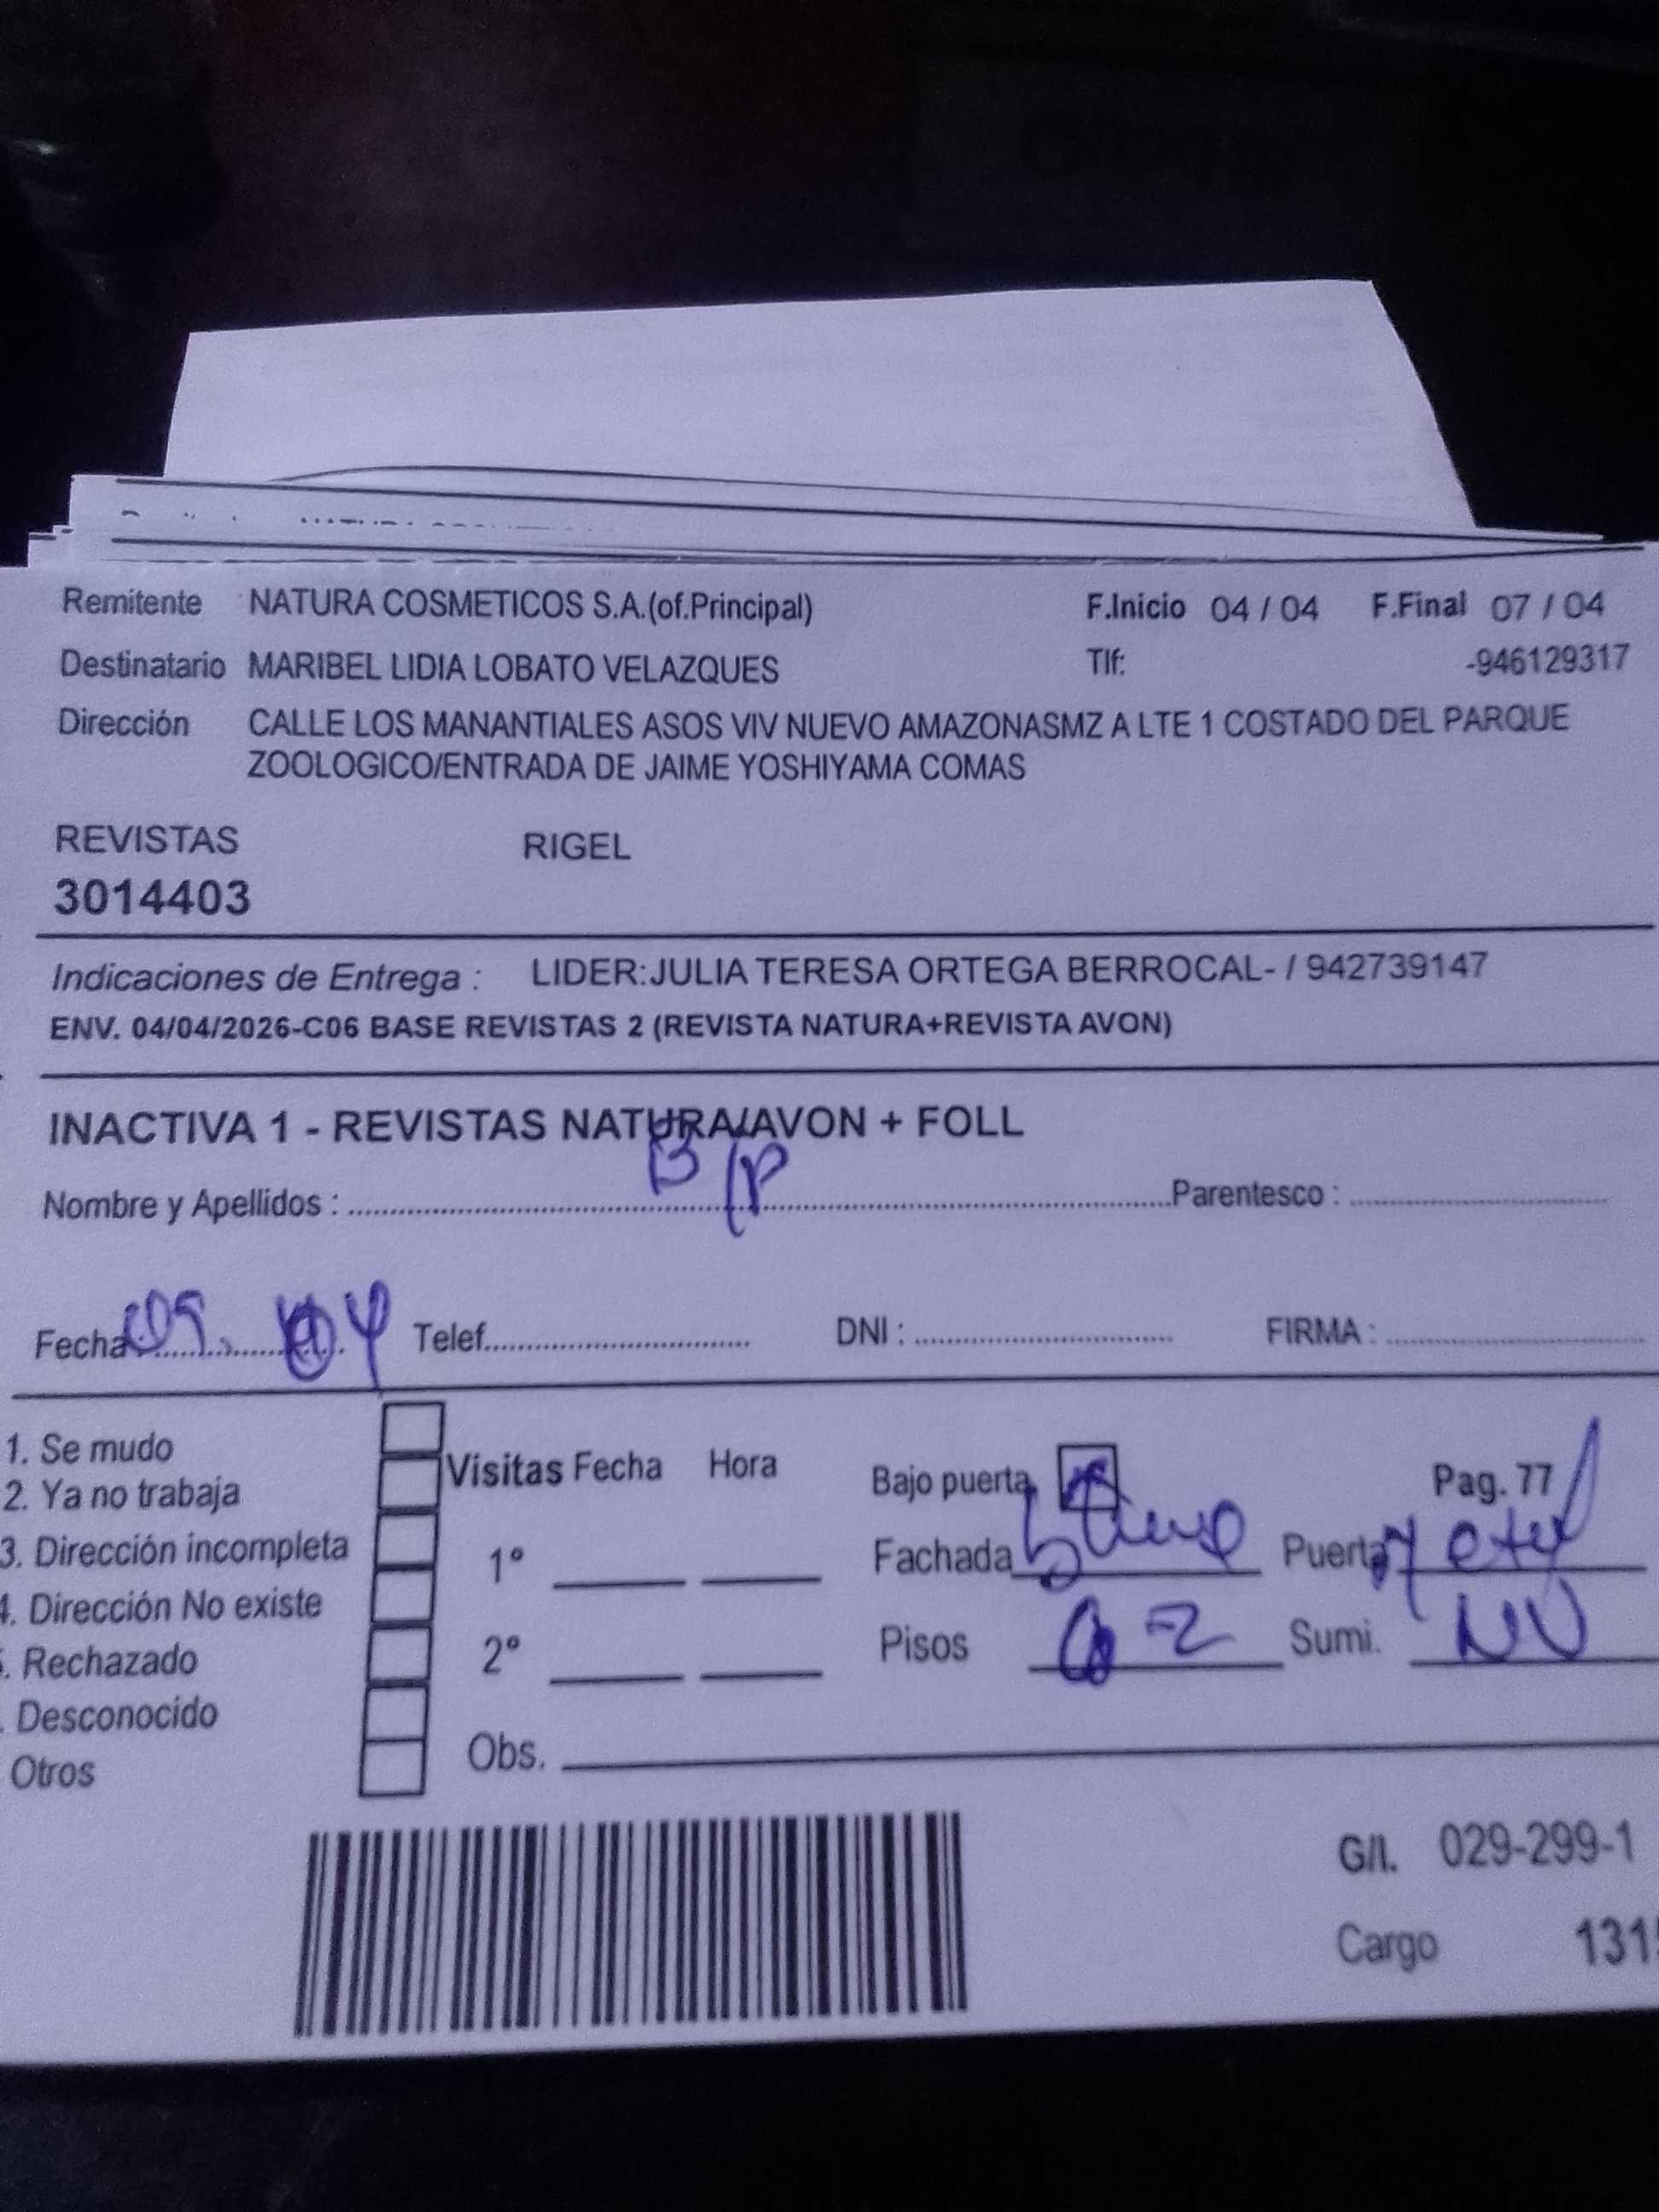 Remitente NATURA COSMETICOS S.A.(of.Principal) F.Inicio 04 / 04 F.Final 07 / 04
Destinatario MARIBEL LIDIA LOBATO VELAZQUES Tlf: -946129317
Dirección CALLE LOS MANANTIALES ASOS VIV NUEVO AMAZONASMZ A LTE 1 COSTADO DEL PARQUE
ZOOLOGICO/ENTRADA DE JAIME YOSHIYAMA COMAS
REVISTAS RIGEL
3014403
Indicaciones de Entrega : LIDER:JULIA TERESA ORTEGA BERROCAL- / 942739147
ENV. 04/04/2026-C06 BASE REVISTAS 2 (REVISTA NATURA+REVISTA AVON)
INACTIVA 1 - REVISTAS NATURA/AVON + FOLL
Nombre y Apellidos : B/P Parentesco :
Fecha 04 Telef. DNI : FIRMA :
1. Se mudo
2. Ya no trabaja
3. Dirección incompleta
4. Dirección No existe
. Rechazado
. Desconocido
Otros
Visitas Fecha Hora
1º
2º
Obs.
Bajo puerta Pag. 77
Fachada Puerta
Pisos -2 Sumi. NV
G/I. 029-299-1
Cargo 131